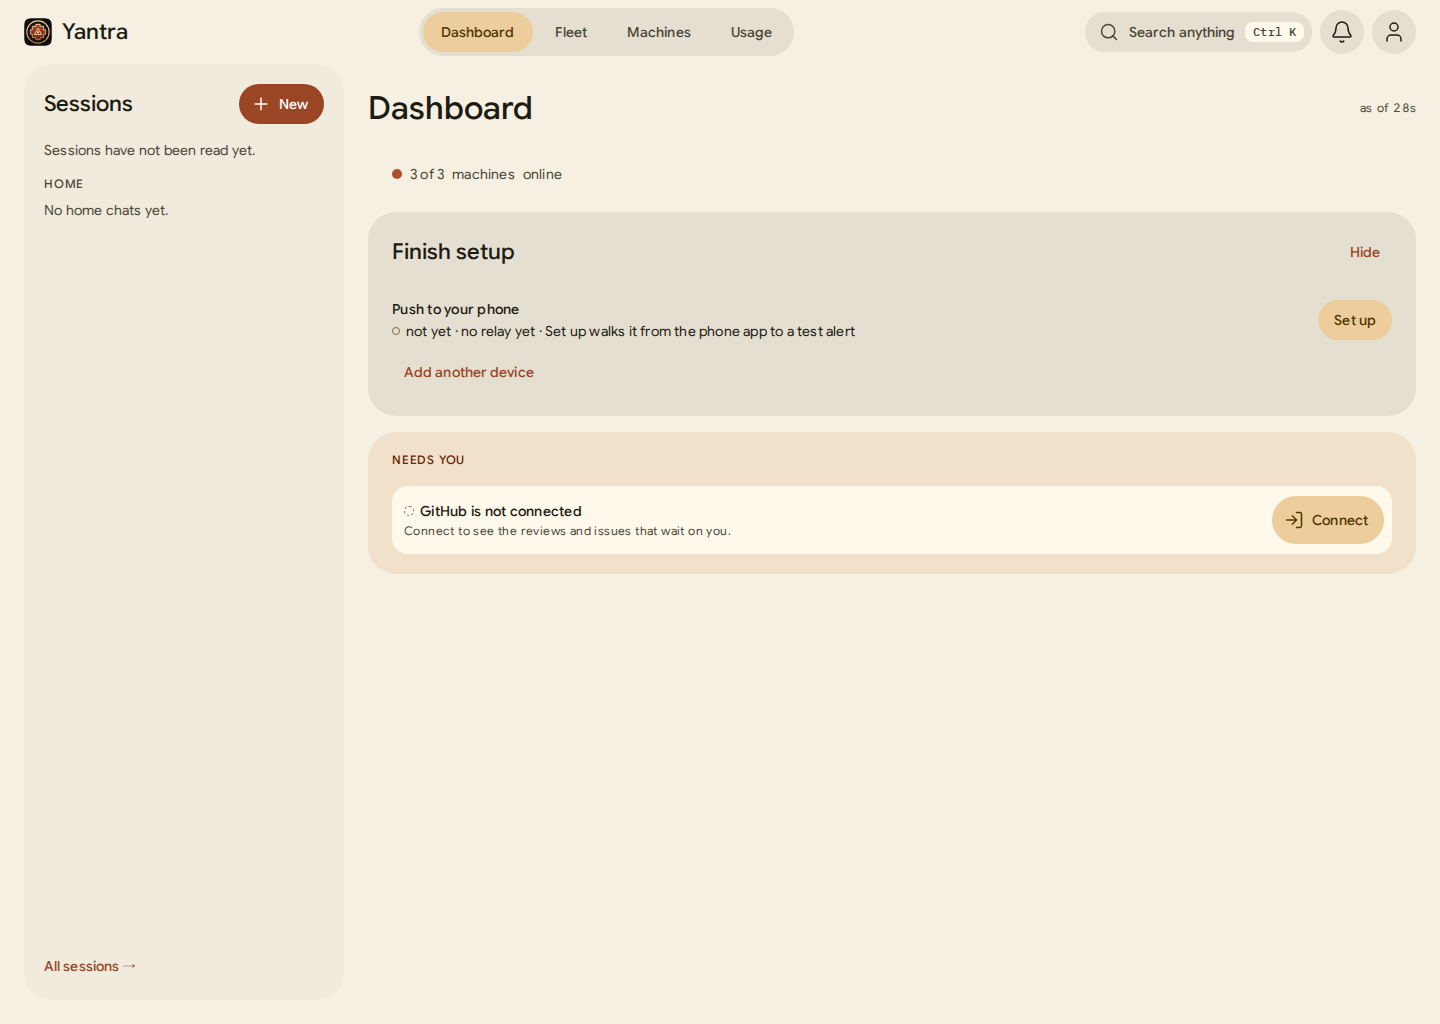 Yantra
Dashboard
Fleet
Machines
Usage
Search anything
Ctrl K
Sessions
New
Sessions have not been read yet.
HOME
No home chats yet.
All sessions →
Dashboard
as of 28s
3 of 3 machines online
Finish setup
Hide
Push to your phone
not yet · no relay yet · Set up walks it from the phone app to a test alert
Set up
Add another device
NEEDS YOU
GitHub is not connected
Connect to see the reviews and issues that wait on you.
Connect